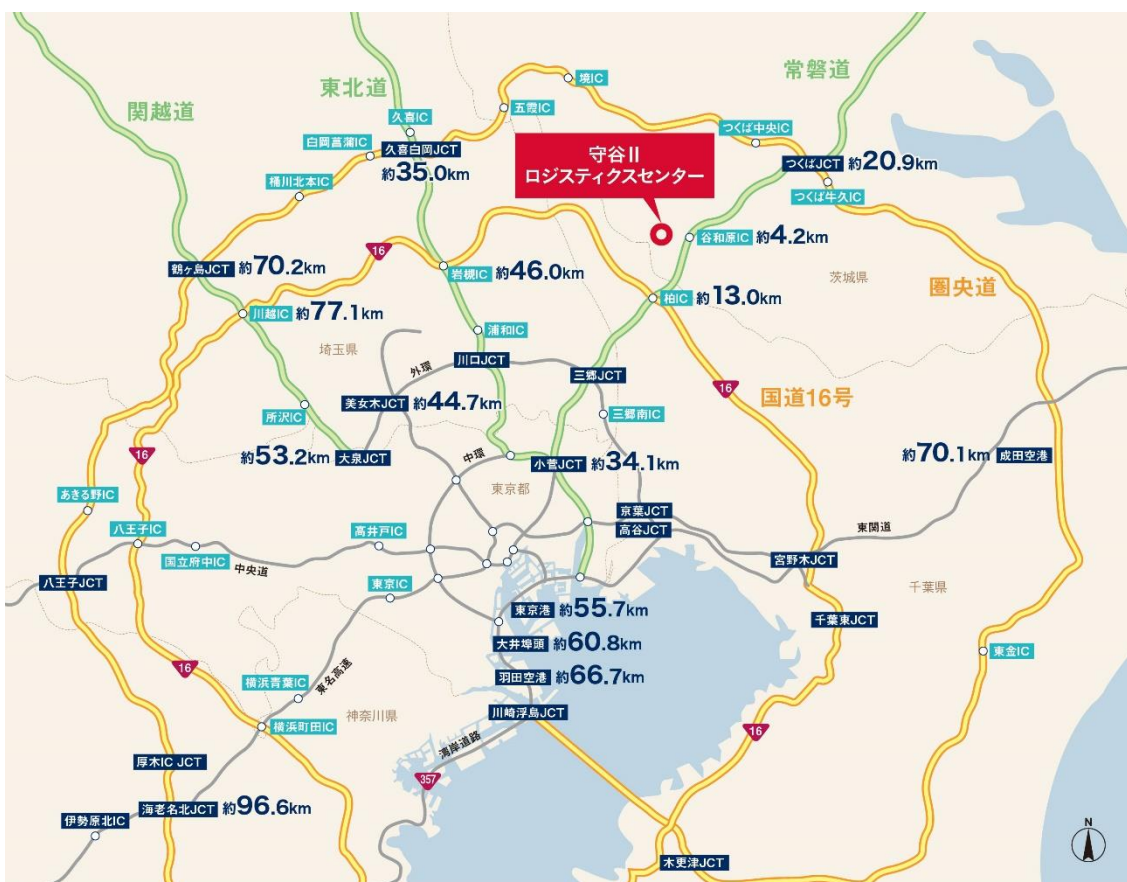 境IC
常磐道
東北道
関越道
五霞IC
久喜IC
つくば中央IC
白岡菖蒲IC
久喜白岡JCT
約35.0km
守谷II
ロジスティクスセンター
つくばJCT 約20.9km
桶川北本IC
つくば牛久IC
谷和原IC 約4.2km
16
鶴ヶ島JCT 約70.2km
岩槻IC 約46.0km
茨城県
圏央道
柏IC 約13.0km
川越IC 約77.1km
浦和IC
埼玉県
外環
川口JCT
三郷JCT
16
国道16号
美女木JCT 約44.7km
所沢IC
三郷南IC
16
約53.2km 大泉JCT
中環
小菅JCT 約34.1km
約70.1km 成田空港
東京都
あきる野IC
京葉JCT
高谷JCT
東関道
八王子IC
高井戸IC
国立府中IC
中央道
宮野木JCT
八王子JCT
東京IC
千葉県
東京港 約55.7km
千葉東JCT
大井埠頭 約60.8km
東金IC
16
羽田空港 約66.7km
横浜青葉IC
東名高速
神奈川県
川崎浮島JCT
横浜町田IC
16
湾岸道路
厚木IC JCT
357
海老名北JCT 約96.6km
伊勢原北IC
N
木更津JCT